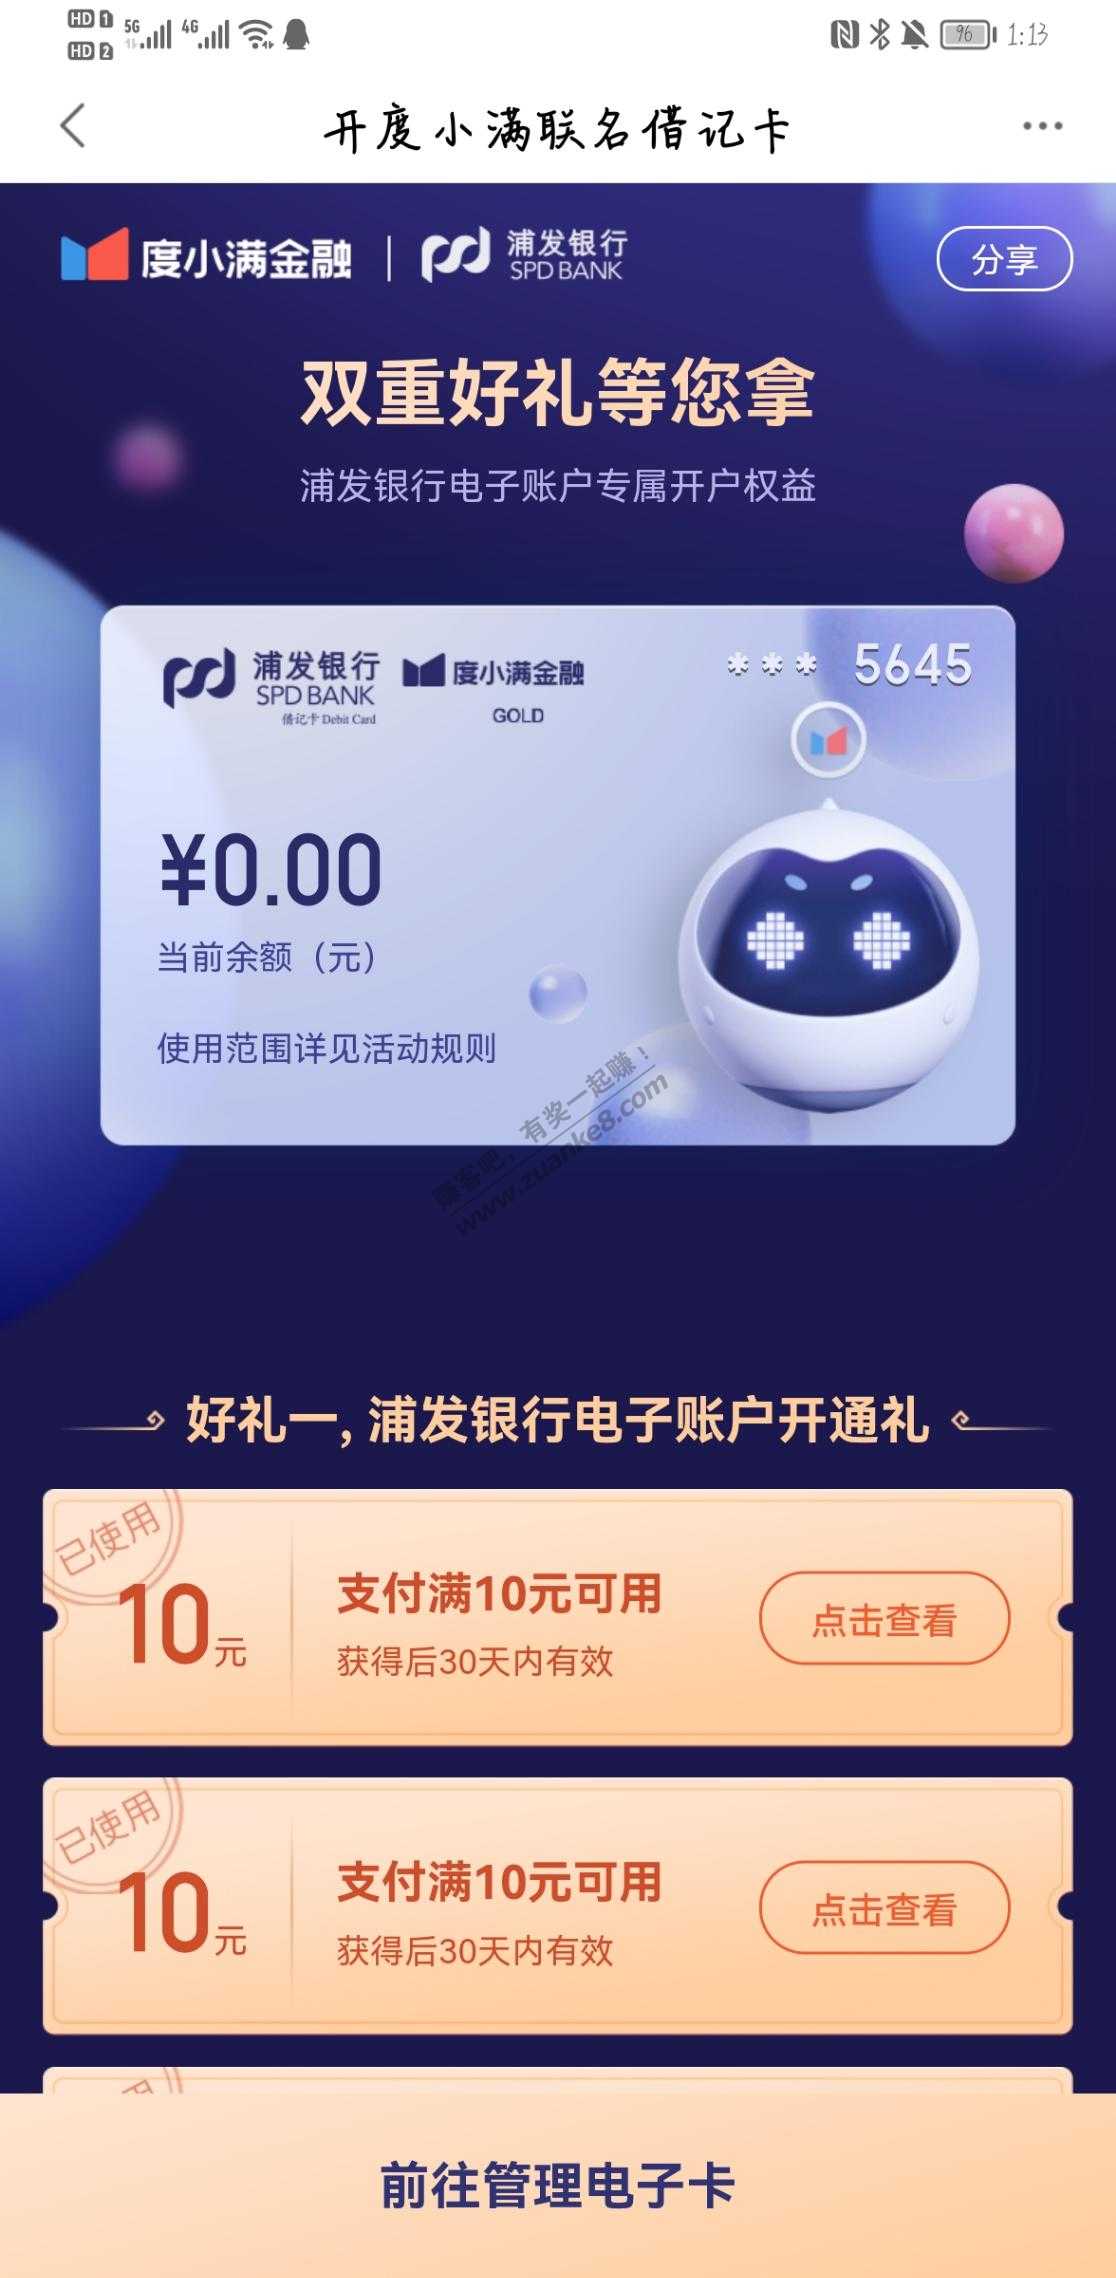 HD 1 5G 4G 96 1:13
HD 2
开度小满联名借记卡
度小满金融 | 浦发银行 SPD BANK 分享
双重好礼等您拿
浦发银行电子账户专属开户权益
浦发银行 SPD BANK 度小满金融 *** 5645
借记卡 Debit Card GOLD
¥0.00
当前余额（元）
使用范围详见活动规则
赚客吧，有奖一起赚！
www.zuanke8.com
好礼一,浦发银行电子账户开通礼
已使用
10元 支付满10元可用 点击查看
获得后30天内有效
已使用
10元 支付满10元可用 点击查看
获得后30天内有效
前往管理电子卡